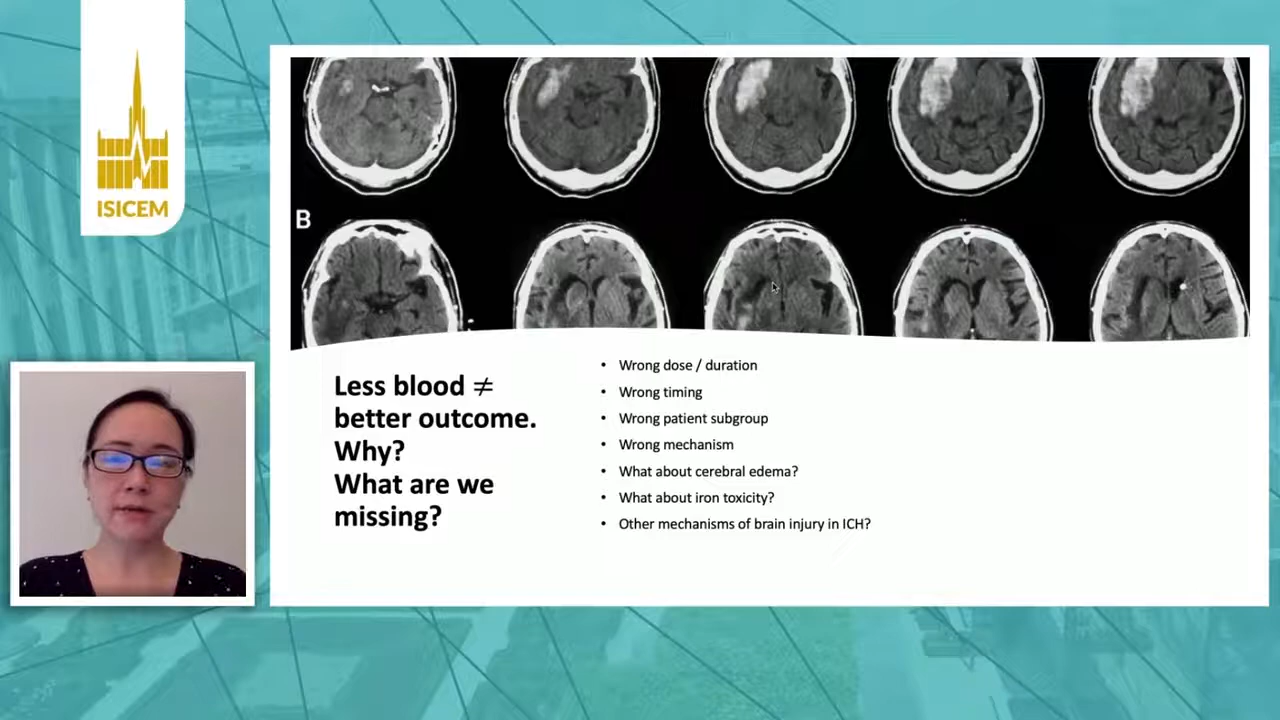 ISICEM
B
Less blood ≠
better outcome.
Why?
What are we
missing?
• Wrong dose / duration
• Wrong timing
• Wrong patient subgroup
• Wrong mechanism
• What about cerebral edema?
• What about iron toxicity?
• Other mechanisms of brain injury in ICH?